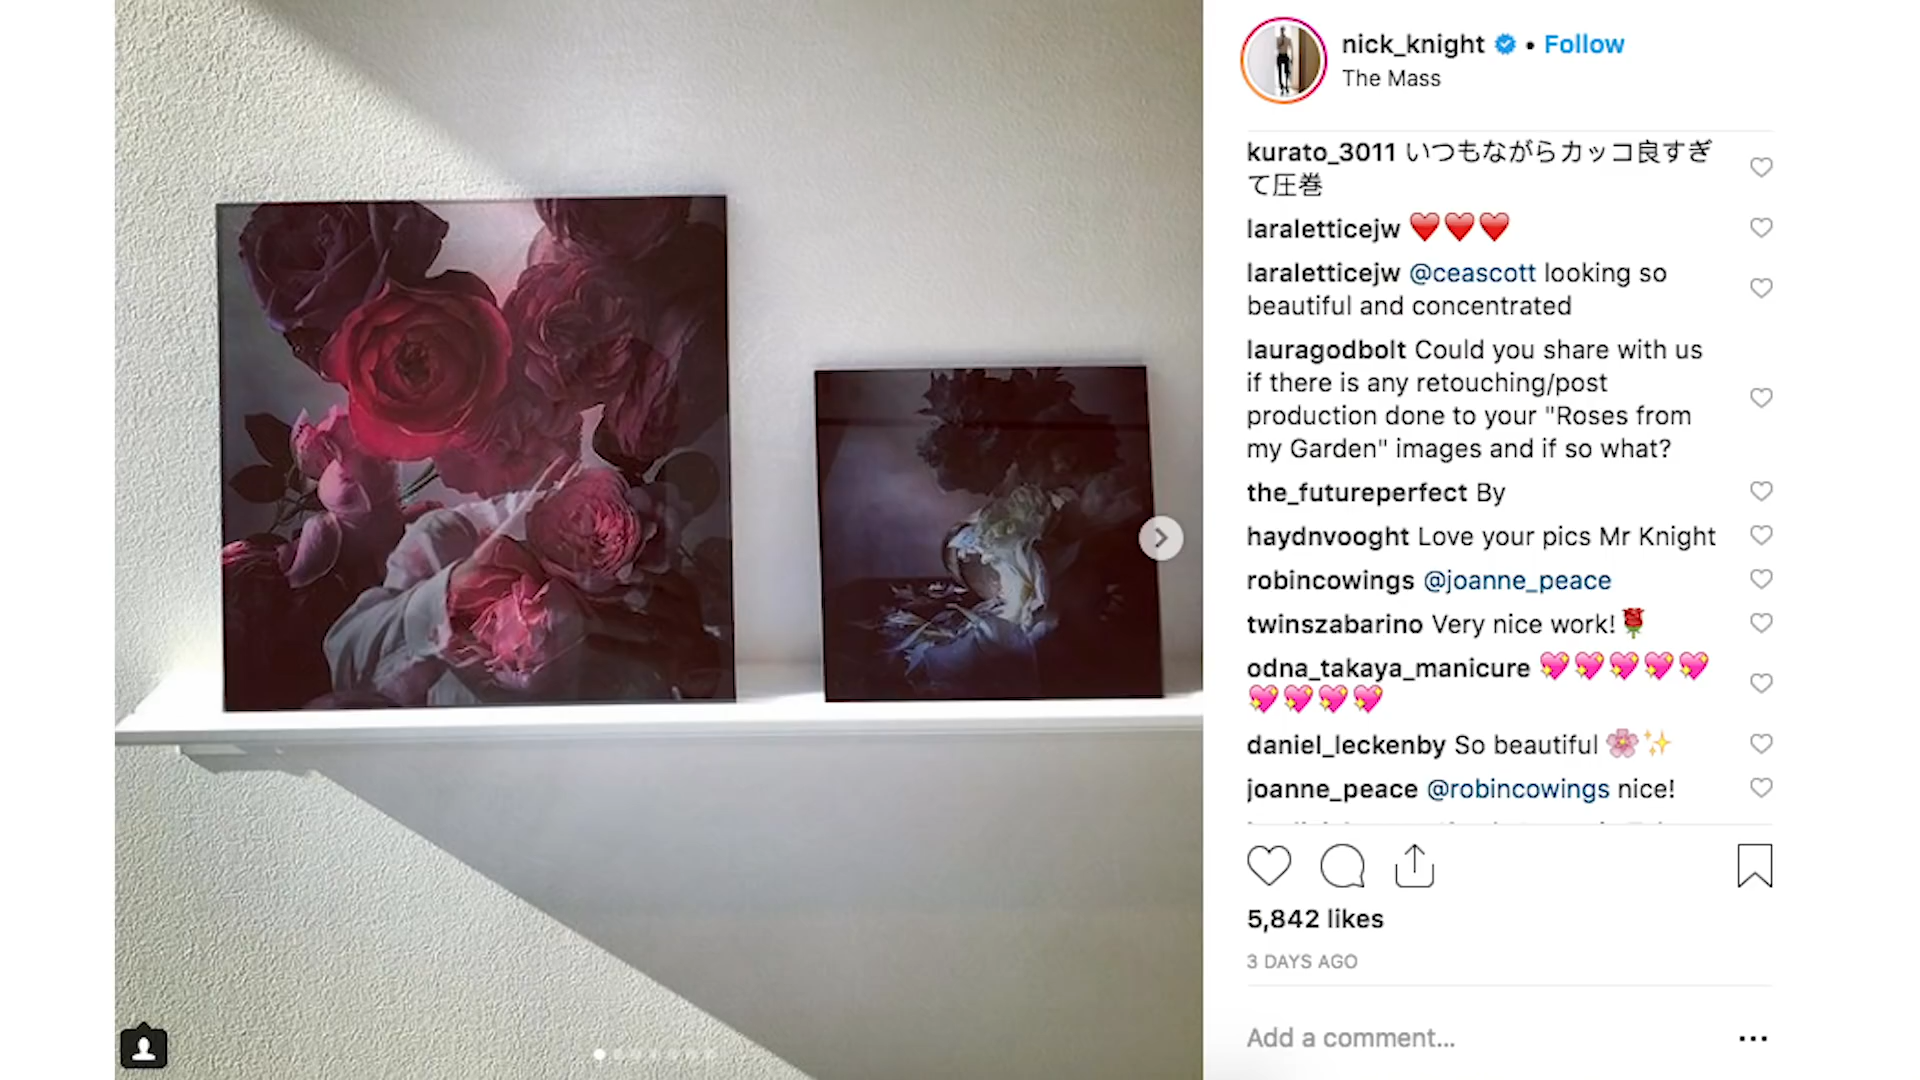 nick_knight • Follow
The Mass
kurato_3011 いつもながらカッコ良すぎ
て圧巻
laraletticejw ❤️❤️❤️
laraletticejw @ceascott looking so
beautiful and concentrated
lauragodbolt Could you share with us
if there is any retouching/post
production done to your "Roses from
my Garden" images and if so what?
the_futureperfect By
haydnvooght Love your pics Mr Knight
robincowings @joanne_peace
twinszabarino Very nice work!🌹
odna_takaya_manicure 💖💖💖💖💖
💖💖💖💖
daniel_leckenby So beautiful 🌸✨
joanne_peace @robincowings nice!
5,842 likes
3 DAYS AGO
Add a comment...